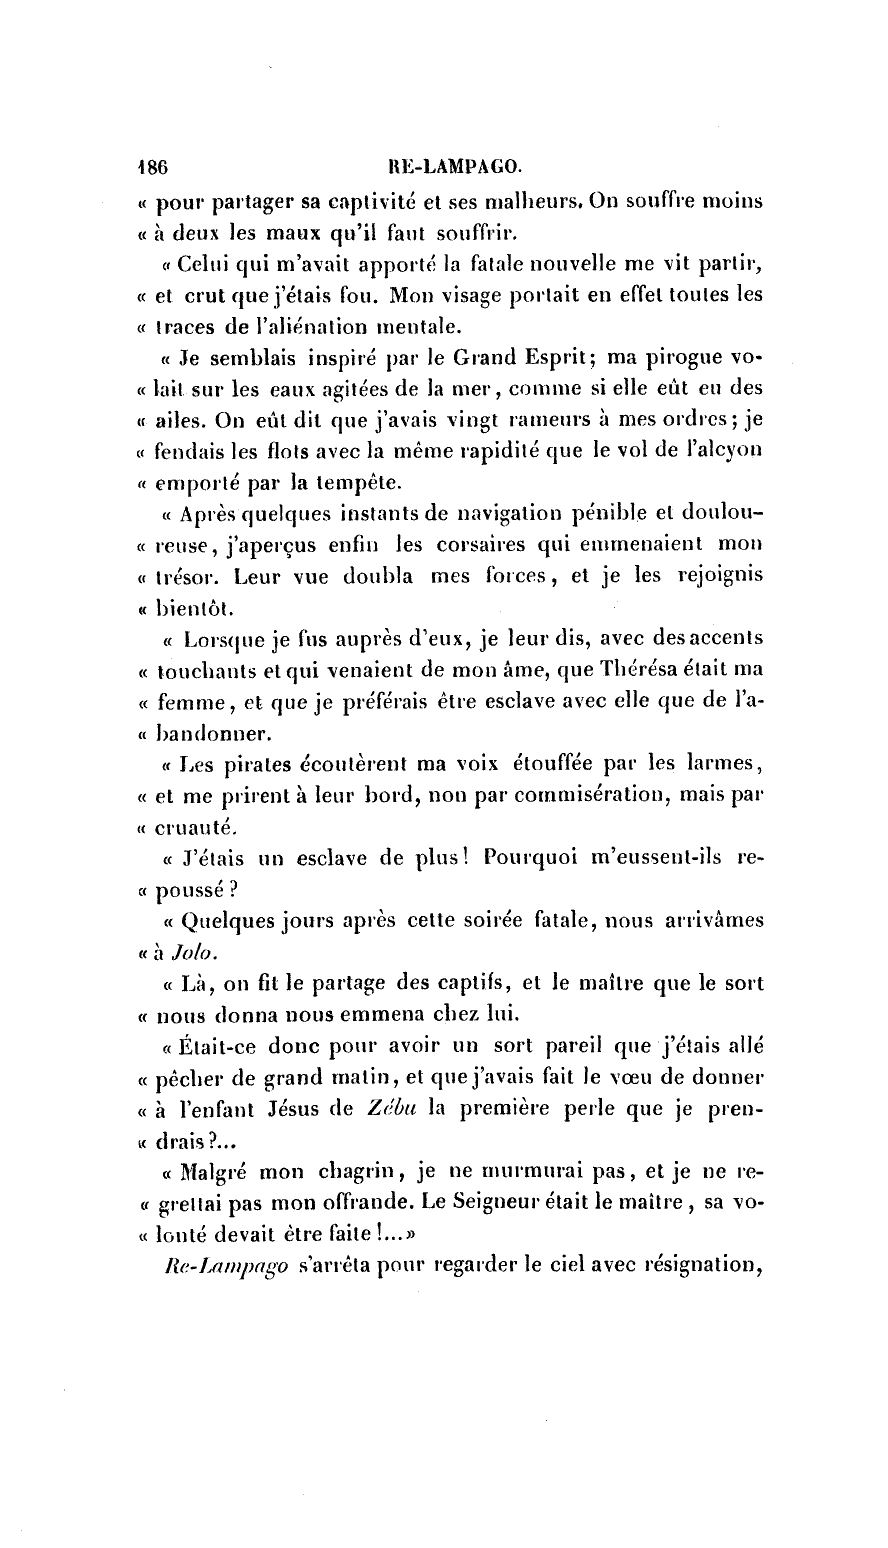 186 RE-LAMPAGO.
« pour partager sa captivité et ses malheurs. On souffre moins
« à deux les maux qu'il faut souffrir.
« Celui qui m'avait apporté la fatale nouvelle me vit partir,
« et crut que j'étais fou. Mon visage portait en effet toutes les
« traces de l'aliénation mentale.
« Je semblais inspiré par le Grand Esprit; ma pirogue vo-
« lait sur les eaux agitées de la mer, comme si elle eût eu des
« ailes. On eût dit que j'avais vingt rameurs à mes ordres; je
« fendais les flots avec la même rapidité que le vol de l'alcyon
« emporté par la tempête.
« Après quelques instants de navigation pénible et doulou-
« reuse, j'aperçus enfin les corsaires qui emmenaient mon
« trésor. Leur vue doubla mes forces, et je les rejoignis
« bientôt.
« Lorsque je fus auprès d'eux, je leur dis, avec des accents
« touchants et qui venaient de mon âme, que Thérésa était ma
« femme, et que je préférais être esclave avec elle que de l'a-
« bandonner.
« Les pirates écoutèrent ma voix étouffée par les larmes,
« et me prirent à leur bord, non par commisération, mais par
« cruauté.
« J'étais un esclave de plus! Pourquoi m'eussent-ils re-
« poussé?
« Quelques jours après cette soirée fatale, nous arrivâmes
« à Jolo.
« Là, on fit le partage des captifs, et le maître que le sort
« nous donna nous emmena chez lui.
« Était-ce donc pour avoir un sort pareil que j'étais allé
« pêcher de grand matin, et que j'avais fait le vœu de donner
« à l'enfant Jésus de Zébu la première perle que je pren-
« drais?...
« Malgré mon chagrin, je ne murmurai pas, et je ne re-
« grettai pas mon offrande. Le Seigneur était le maître, sa vo-
« lonté devait être faite!...»
Re-Lampago s'arrêta pour regarder le ciel avec résignation,